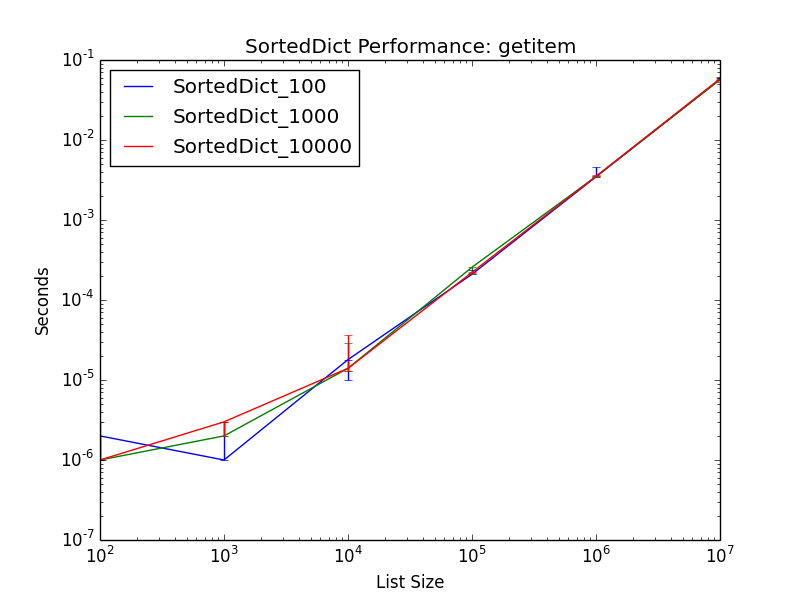 SortedDict Performance: getitem
SortedDict_100
SortedDict_1000
SortedDict_10000
10^-1
10^-2
10^-3
10^-4
10^-5
10^-6
10^-7
Seconds
10^2 10^3 10^4 10^5 10^6 10^7
List Size